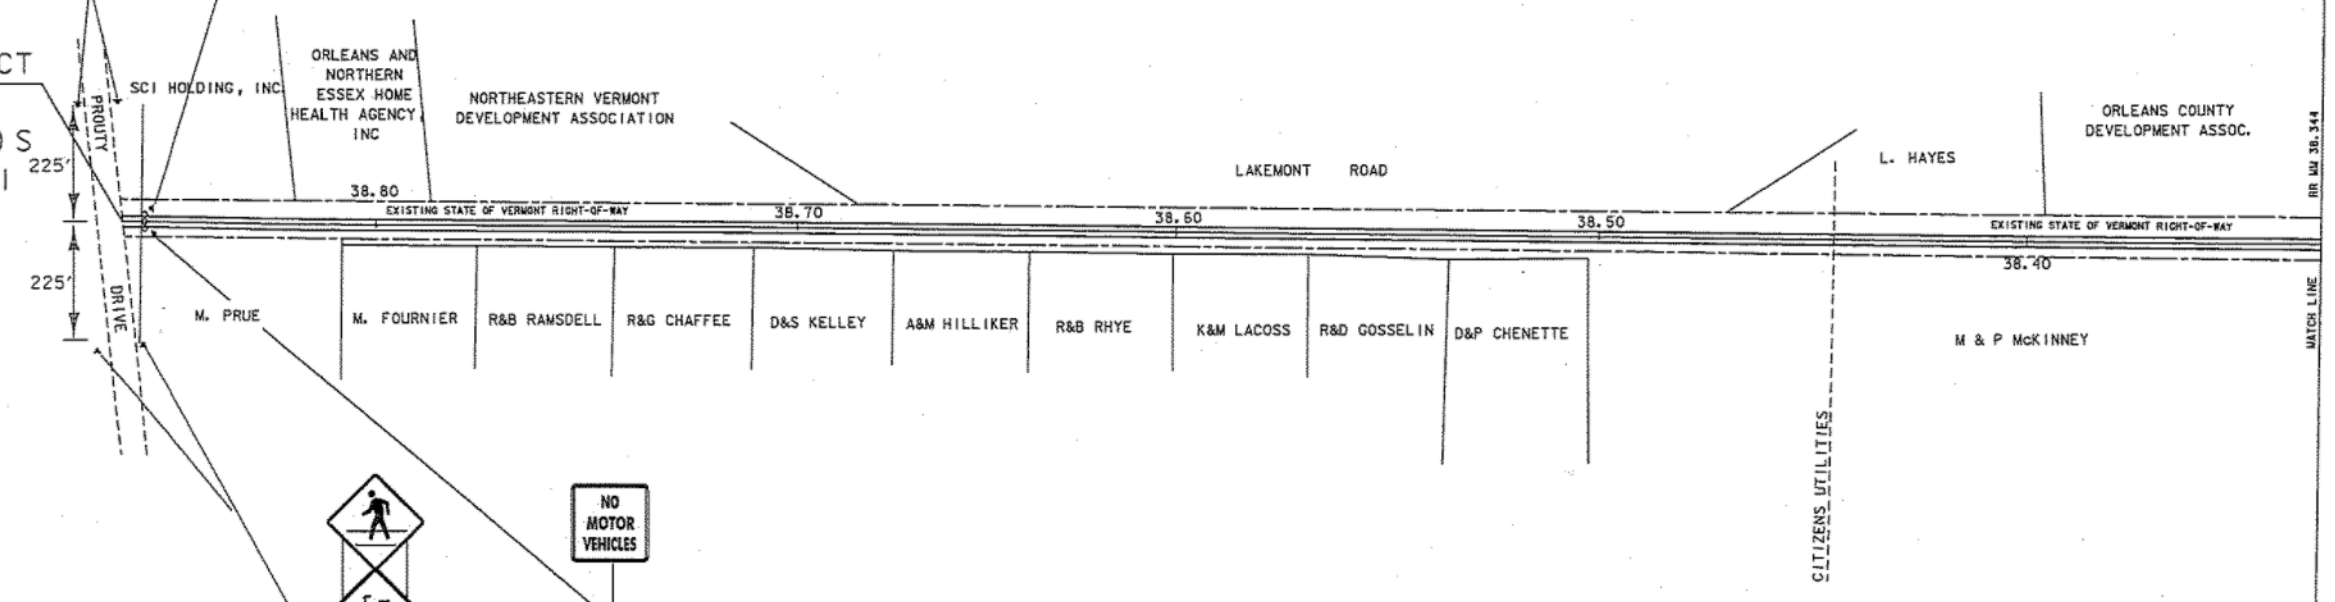 CT
S
225'
225'
PROUTY
DRIVE
SCI HOLDING, INC.
ORLEANS AND
NORTHERN
ESSEX HOME
HEALTH AGENCY,
INC
NORTHEASTERN VERMONT
DEVELOPMENT ASSOCIATION
LAKEMONT ROAD
L. HAYES
ORLEANS COUNTY
DEVELOPMENT ASSOC.
RR MM 38.344
MATCH LINE
38.80
EXISTING STATE OF VERMONT RIGHT-OF-WAY
38.70
38.60
38.50
EXISTING STATE OF VERMONT RIGHT-OF-WAY
38.40
M. PRUE
M. FOURNIER
R&B RAMSDELL
R&G CHAFFEE
D&S KELLEY
A&M HILLIKER
R&B RHYE
K&M LACOSS
R&D GOSSELIN
D&P CHENETTE
M & P McKINNEY
CITIZENS UTILITIES
NO
MOTOR
VEHICLES